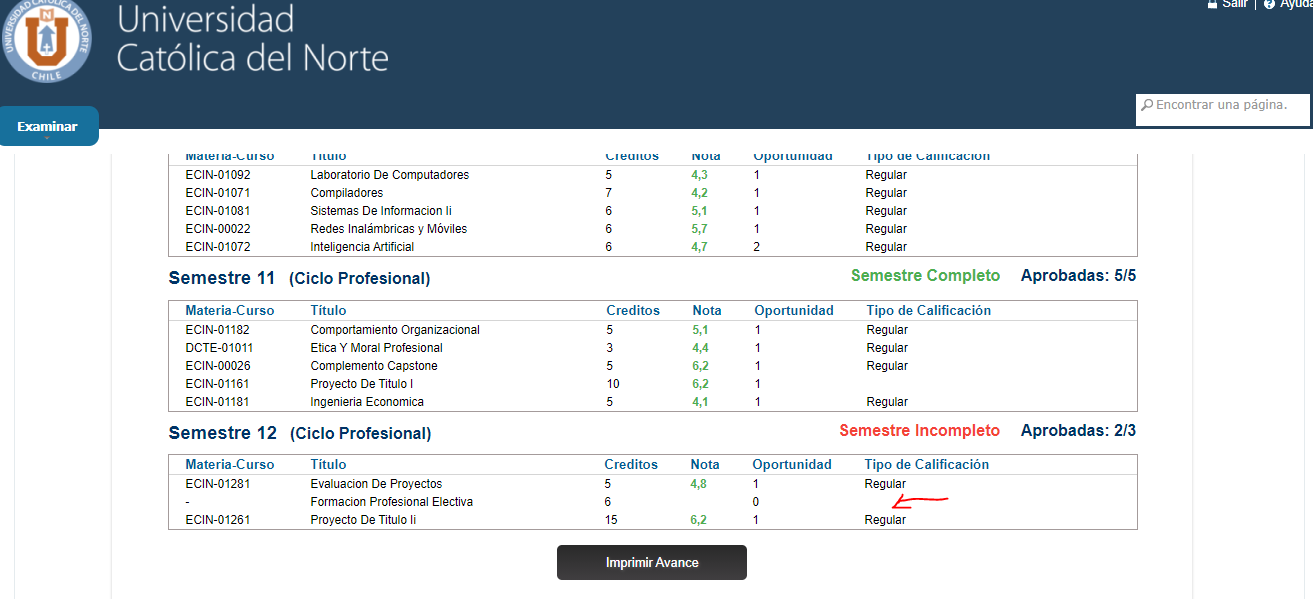 Salir | Ayuda
UNIVERSIDAD CATOLICA DEL NORTE
CHILE
Universidad
Católica del Norte
Encontrar una página.
Examinar
Materia-Curso Título Creditos Nota Oportunidad Tipo de Calificación
ECIN-01092 Laboratorio De Computadores 5 4,3 1 Regular
ECIN-01071 Compiladores 7 4,2 1 Regular
ECIN-01081 Sistemas De Informacion Ii 6 5,1 1 Regular
ECIN-00022 Redes Inalámbricas y Móviles 6 5,7 1 Regular
ECIN-01072 Inteligencia Artificial 6 4,7 2 Regular
Semestre 11 (Ciclo Profesional) Semestre Completo Aprobadas: 5/5
Materia-Curso Título Creditos Nota Oportunidad Tipo de Calificación
ECIN-01182 Comportamiento Organizacional 5 5,1 1 Regular
DCTE-01011 Etica Y Moral Profesional 3 4,4 1 Regular
ECIN-00026 Complemento Capstone 5 6,2 1 Regular
ECIN-01161 Proyecto De Titulo I 10 6,2 1
ECIN-01181 Ingenieria Economica 5 4,1 1 Regular
Semestre 12 (Ciclo Profesional) Semestre Incompleto Aprobadas: 2/3
Materia-Curso Título Creditos Nota Oportunidad Tipo de Calificación
ECIN-01281 Evaluacion De Proyectos 5 4,8 1 Regular
- Formacion Profesional Electiva 6 0
ECIN-01261 Proyecto De Titulo Ii 15 6,2 1 Regular
Imprimir Avance